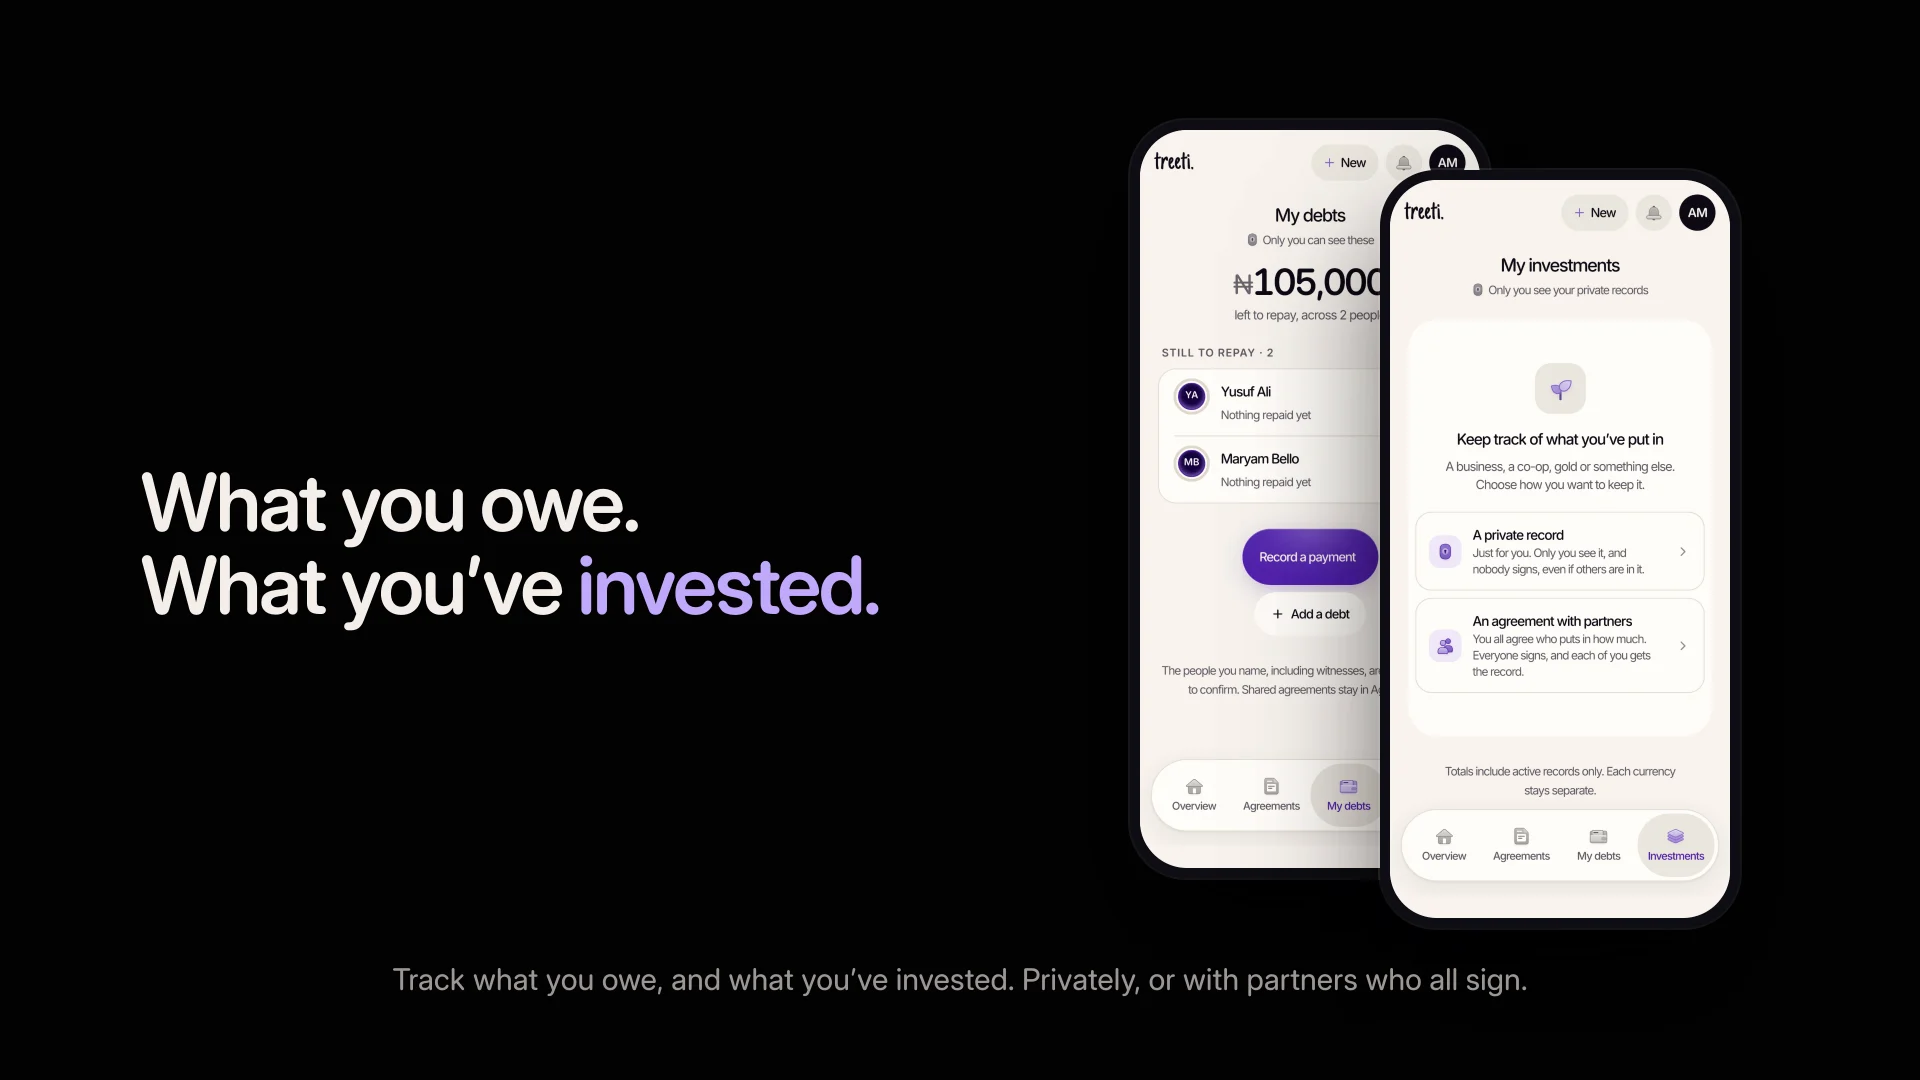 What you owe.
What you’ve invested.
treeti.
+ New
AM
My debts
Only you can see these
₦105,000
left to repay, across 2
STILL TO REPAY · 2
YA
Yusuf Ali
Nothing repaid yet
MB
Maryam Bello
Nothing repaid yet
Record a payment
+ Add a debt
The people you name, including witnesses,
to confirm. Shared agreements stay in
Overview
Agreements
My debts
treeti.
+ New
AM
My investments
Only you see your private records
Keep track of what you’ve put in
A business, a co-op, gold or something else.
Choose how you want to keep it.
A private record
Just for you. Only you see it, and
nobody signs, even if others are in it.
An agreement with partners
You all agree who puts in how much.
Everyone signs, and each of you gets
the record.
Totals include active records only. Each currency
stays separate.
Overview
Agreements
My debts
Investments
Track what you owe, and what you’ve invested. Privately, or with partners who all sign.